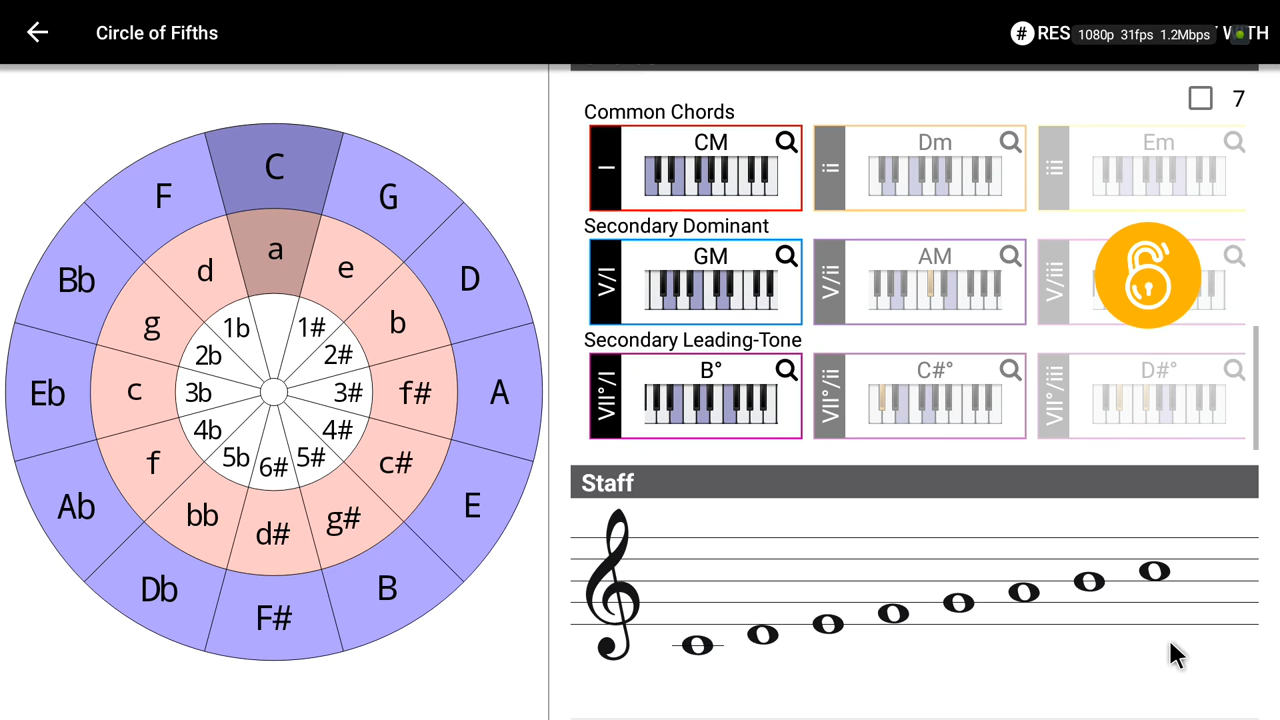 Circle of Fifths
# RES
1080p 31fps 1.2Mbps
TH
7
Common Chords
I CM
ii Dm
iii Em
Secondary Dominant
V/I GM
V/ii AM
V/iii
Secondary Leading-Tone
VII°/I B°
VII°/ii C#°
VII°/iii D#°
Staff
C
G
D
A
E
B
F#
Db
Ab
Eb
Bb
F
a
e
b
f#
c#
g#
d#
bb
f
c
g
d
1#
2#
3#
4#
5#
6#
5b
4b
3b
2b
1b